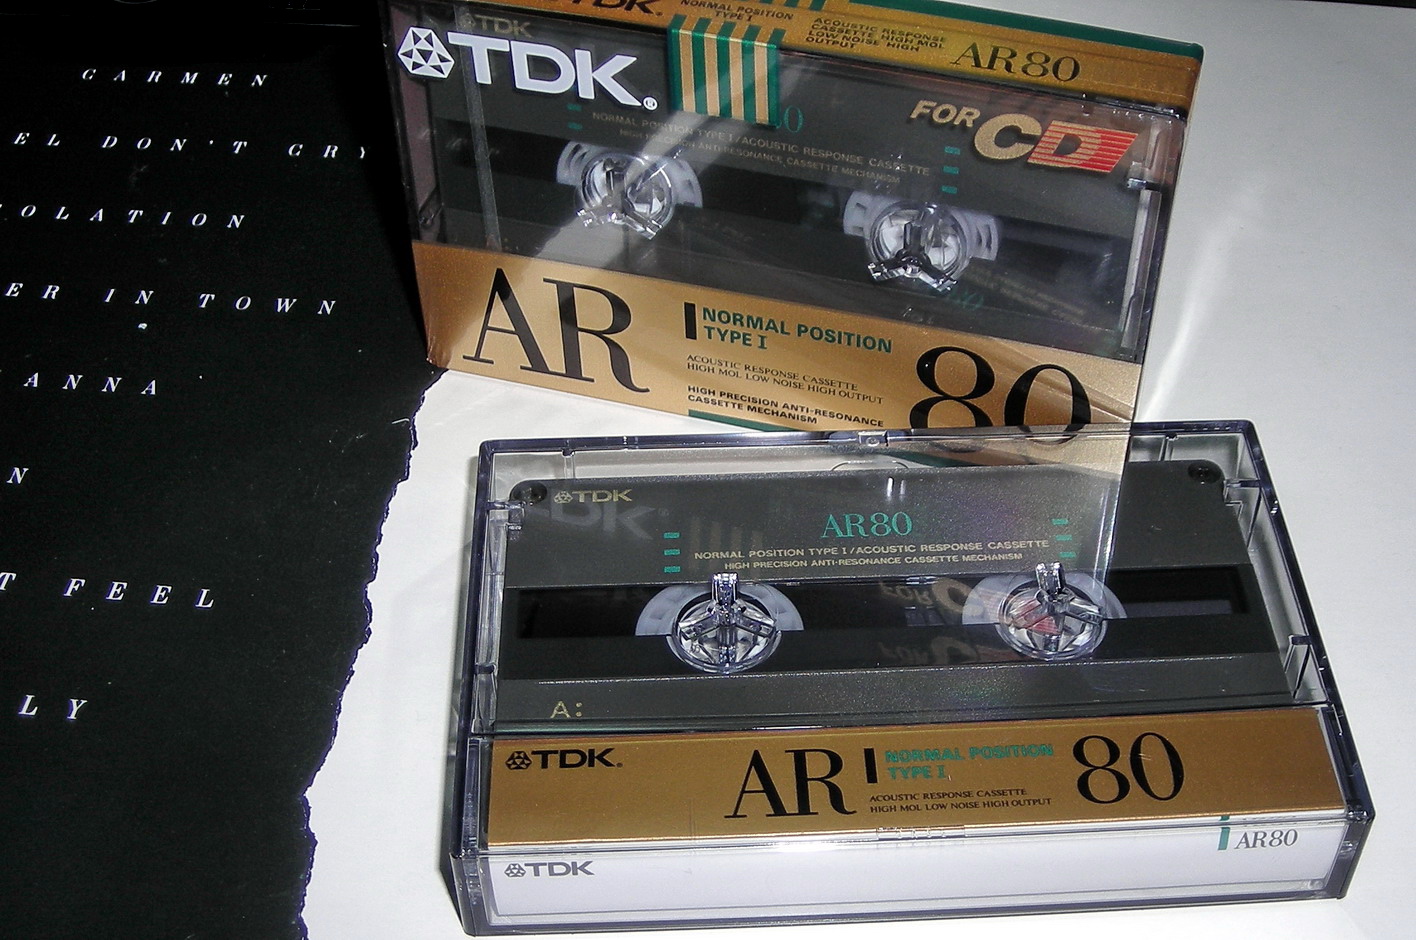 CARMEN
EL DON'T CRY
OLATION
ER IN TOWN
ANNA
N
T FEEL
LY
TDK
NORMAL POSITION
TYPE I
ACOUSTIC RESPONSE
CASSETTE HIGH MOL
LOW NOISE HIGH
OUTPUT
AR80
TDK
TDK®
80
FOR CD
NORMAL POSITION TYPE I/ACOUSTIC RESPONSE CASSETTE
HIGH PRECISION ANTI-RESONANCE CASSETTE MECHANISM
AR
NORMAL POSITION
TYPE I
ACOUSTIC RESPONSE CASSETTE
HIGH MOL LOW NOISE HIGH OUTPUT
HIGH PRECISION ANTI-RESONANCE
CASSETTE MECHANISM
80
TDK
AR80
NORMAL POSITION TYPE I/ACOUSTIC RESPONSE CASSETTE
HIGH PRECISION ANTI-RESONANCE CASSETTE MECHANISM
A:
TDK®
AR
NORMAL POSITION
TYPE I
ACOUSTIC RESPONSE CASSETTE
HIGH MOL LOW NOISE HIGH OUTPUT
80
AR80
TDK